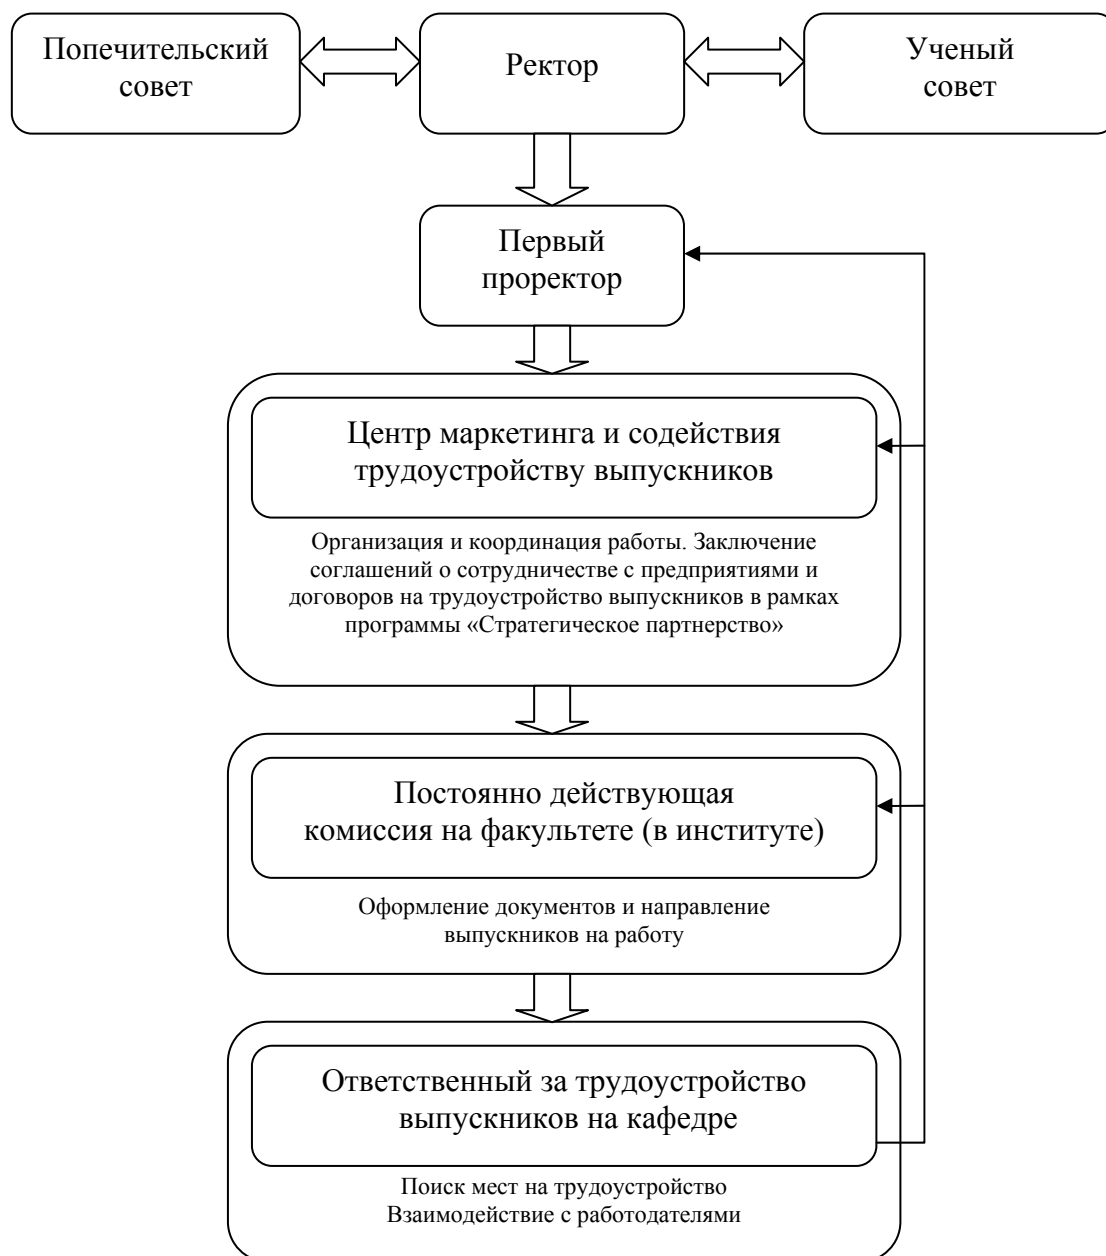 Попечительский
совет
Ректор
Ученый
совет
Первый
проректор
Центр маркетинга и содействия
трудоустройству выпускников
Организация и координация работы. Заключение
соглашений о сотрудничестве с предприятиями и
договоров на трудоустройство выпускников в рамках
программы «Стратегическое партнерство»
Постоянно действующая
комиссия на факультете (в институте)
Оформление документов и направление
выпускников на работу
Ответственный за трудоустройство
выпускников на кафедре
Поиск мест на трудоустройство
Взаимодействие с работодателями